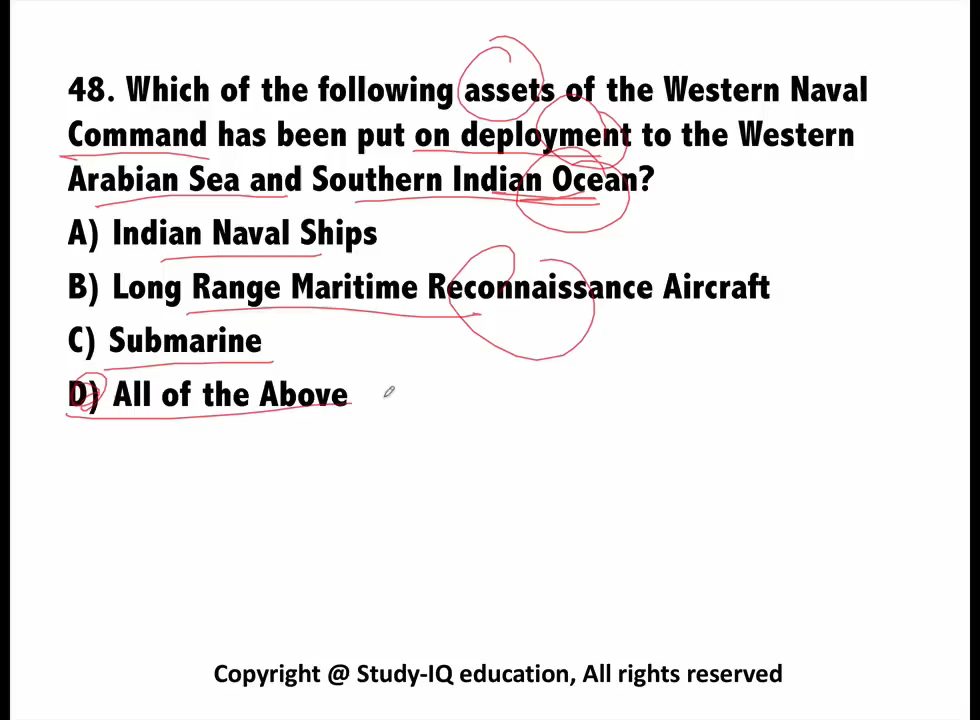 48. Which of the following assets of the Western Naval
Command has been put on deployment to the Western
Arabian Sea and Southern Indian Ocean?
A) Indian Naval Ships
B) Long Range Maritime Reconnaissance Aircraft
C) Submarine
D) All of the Above
Copyright @ Study-IQ education, All rights reserved